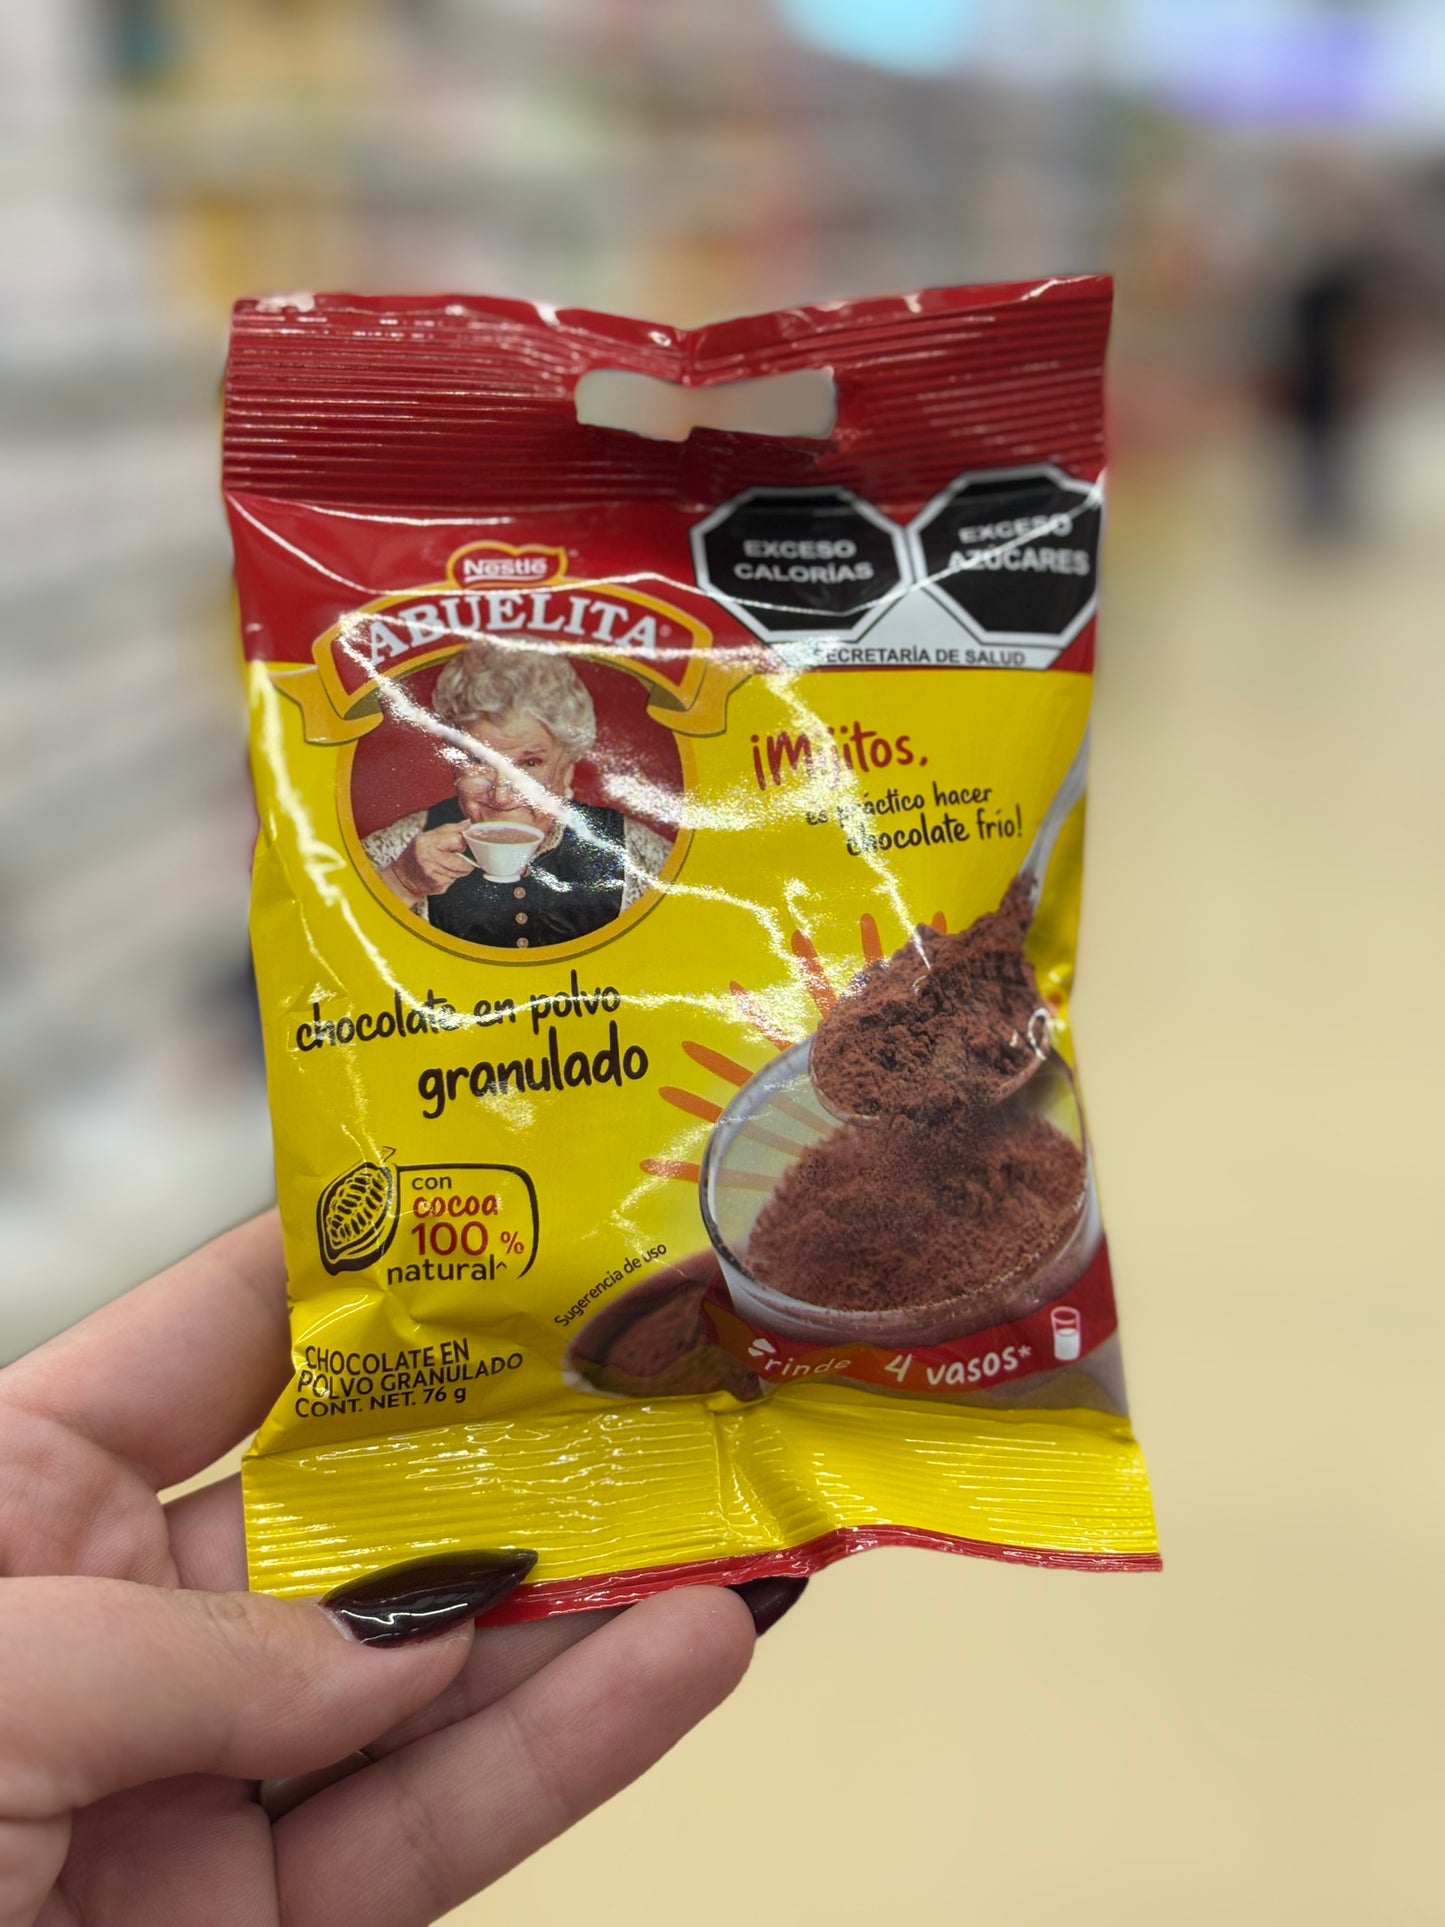 EXCESO
CALORÍAS
EXCESO
AZÚCARES
SECRETARÍA DE SALUD
Nestlé
ABUELITA
¡Mijitos,
es práctico hacer
chocolate frío!
chocolate en polvo
granulado
con
cocoa
100 %
natural^
Sugerencia de uso
CHOCOLATE EN
POLVO GRANULADO
CONT. NET. 76 g
rinde 4 vasos*